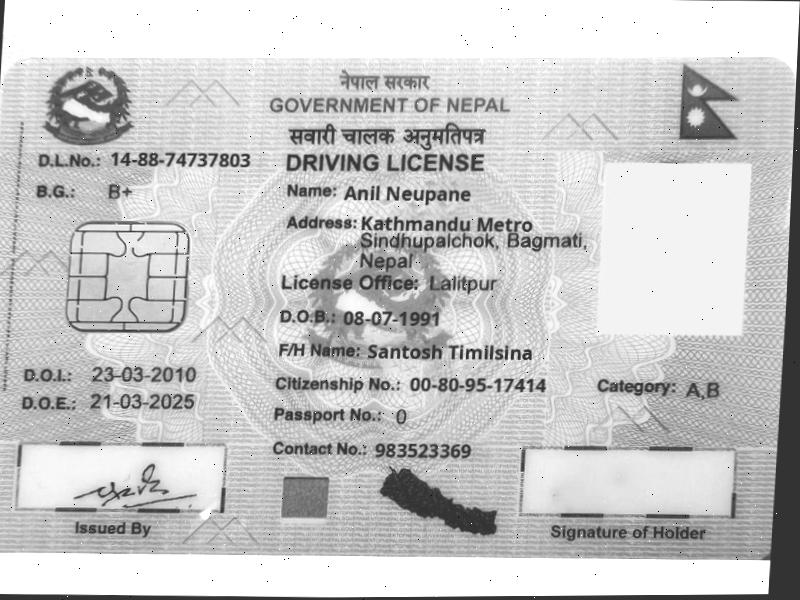 नेपाल सरकार
GOVERNMENT OF NEPAL
सवारी चालक अनुमतिपत्र
DRIVING LICENSE
D.L.No.: 14-88-74737803
B.G.: B+
Name: Anil Neupane
Address: Kathmandu Metro
Sindhupalchok, Bagmati,
Nepal
License Office: Lalitpur
D.O.B.: 08-07-1991
F/H Name: Santosh Timilsina
D.O.I.: 23-03-2010
Citizenship No.: 00-80-95-17414
Category: A,B
D.O.E.: 21-03-2025
Passport No.: 0
Contact No.: 983523369
Issued By
Signature of Holder